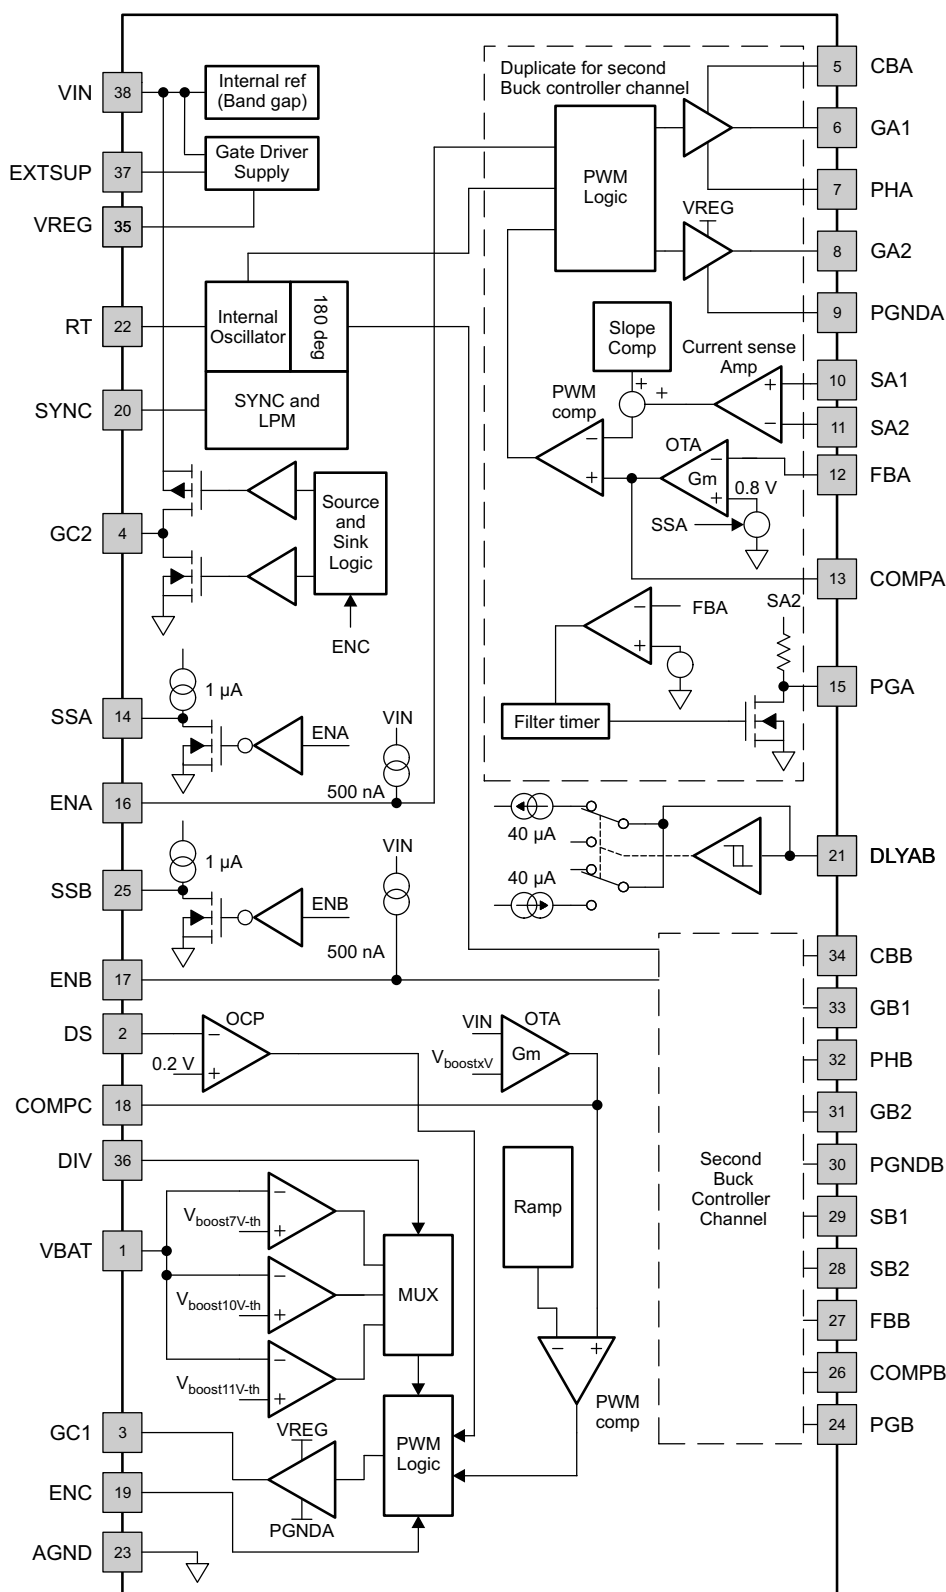 VIN
38
Internal ref
(Band gap)
EXTSUP
37
Gate Driver
Supply
VREG
35
RT
22
Internal
Oscillator
180 deg
SYNC
20
SYNC and
LPM
GC2
4
Source
and
Sink
Logic
ENC
SSA
14
1 µA
ENA
VIN
500 nA
ENA
16
SSB
25
1 µA
ENB
VIN
500 nA
ENB
17
DS
2
OCP
0.2 V
VIN
OTA
Gm
VboostxV
COMPC
18
DIV
36
Ramp
VBAT
1
Vboost7V-th
Vboost10V-th
Vboost11V-th
−
+
−
+
−
+
−
+
MUX
−
+
PWM
comp
GC1
3
VREG
PGNDA
PWM
Logic
ENC
19
AGND
23
Duplicate for second
Buck controller channel
PWM
Logic
VREG
Slope
Comp
Current sense
Amp
+
+
+
−
PWM
comp
−
+
OTA
−
Gm
+
0.8 V
SSA
FBA
−
+
SA2
Filter timer
40 µA
40 µA
5
CBA
6
GA1
7
PHA
8
GA2
9
PGNDA
10
SA1
11
SA2
12
FBA
13
COMPA
15
PGA
21
DLYAB
Second
Buck
Controller
Channel
34
CBB
33
GB1
32
PHB
31
GB2
30
PGNDB
29
SB1
28
SB2
27
FBB
26
COMPB
24
PGB